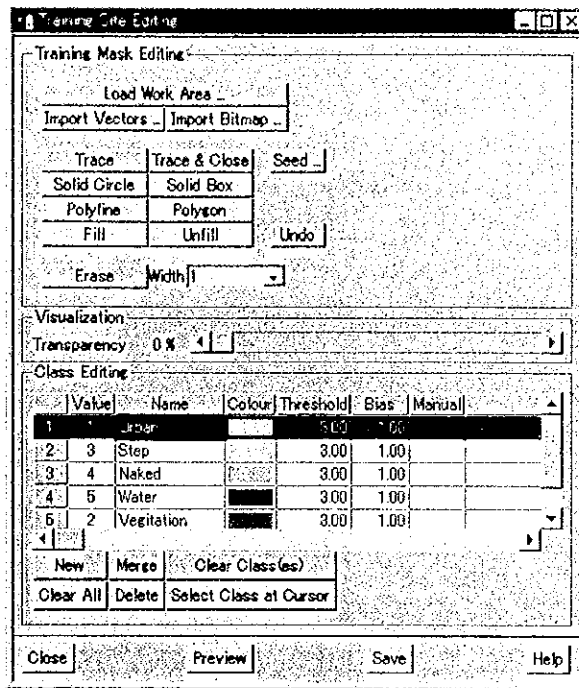 Training Site Editing
Training Mask Editing
Load Work Area ..
Import Vectors .. Import Bitmap ..
Trace Trace & Close Seed ..
Solid Circle Solid Box
Polyline Polygon
Fill Unfill Undo
Erase Width 1
Visualization
Transparency 0 %
Class Editing
Value Name Colour Threshold Bias Manual
1 1 Urban 3.00 1.00
2 3 Step 3.00 1.00
3 4 Naked 3.00 1.00
4 5 Water 3.00 1.00
5 2 Vegitation 3.00 1.00
New Merge Clear Class(es)
Clear All Delete Select Class at Cursor
Close Preview Save Help